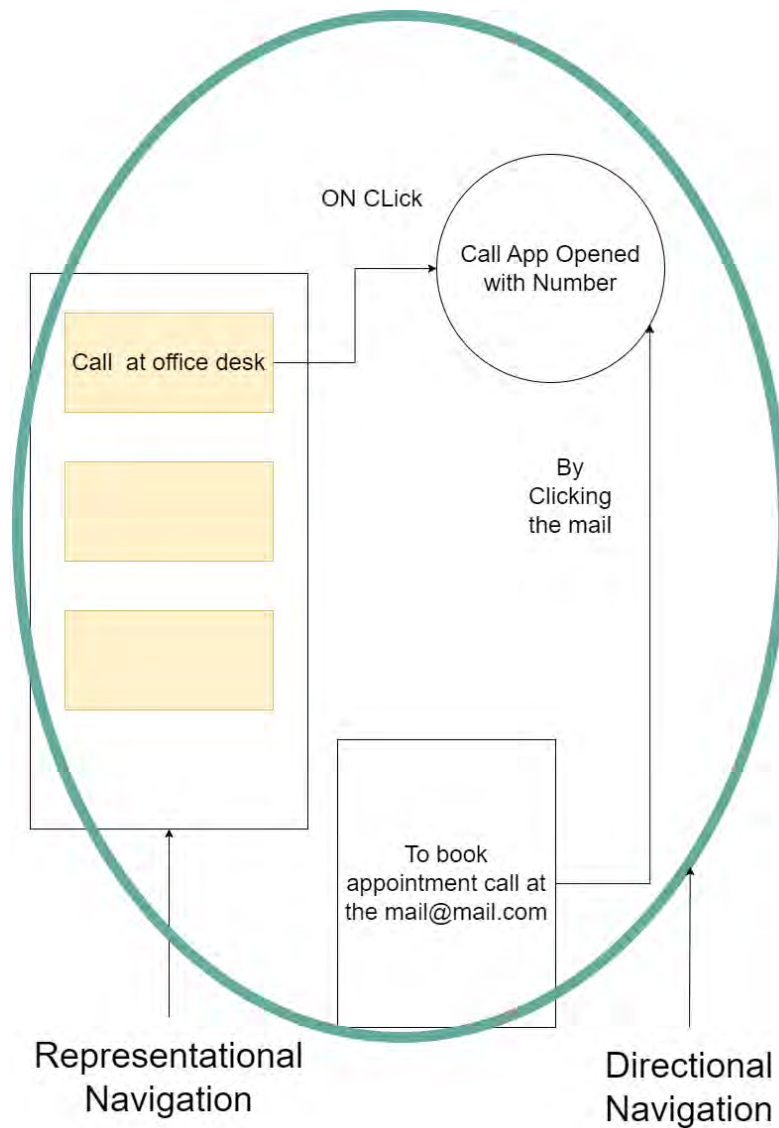 ON CLick
Call App Opened
with Number
Call at office desk
By
Clicking
the mail
To book
appointment call at
the mail@mail.com
Representational
Navigation
Directional
Navigation